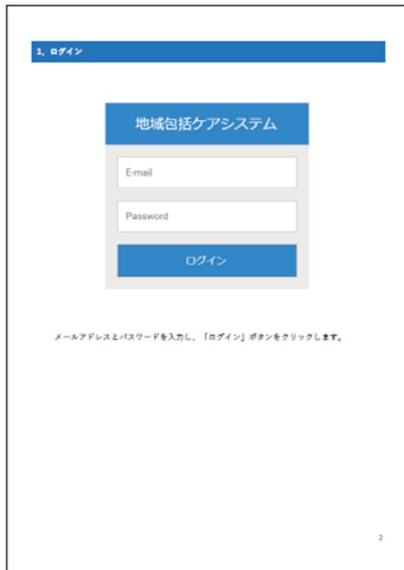 1. ログイン
地域包括ケアシステム
E-mail
Password
ログイン
メールアドレスとパスワードを入力し、「ログイン」ボタンをクリックします。
2